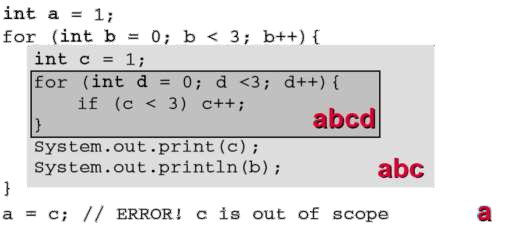 int a = 1;
for (int b = 0; b < 3; b++){
int c = 1;
for (int d = 0; d <3; d++){
if (c < 3) c++;
} abcd
System.out.print(c);
System.out.println(b); abc
}
a = c; // ERROR! c is out of scope a